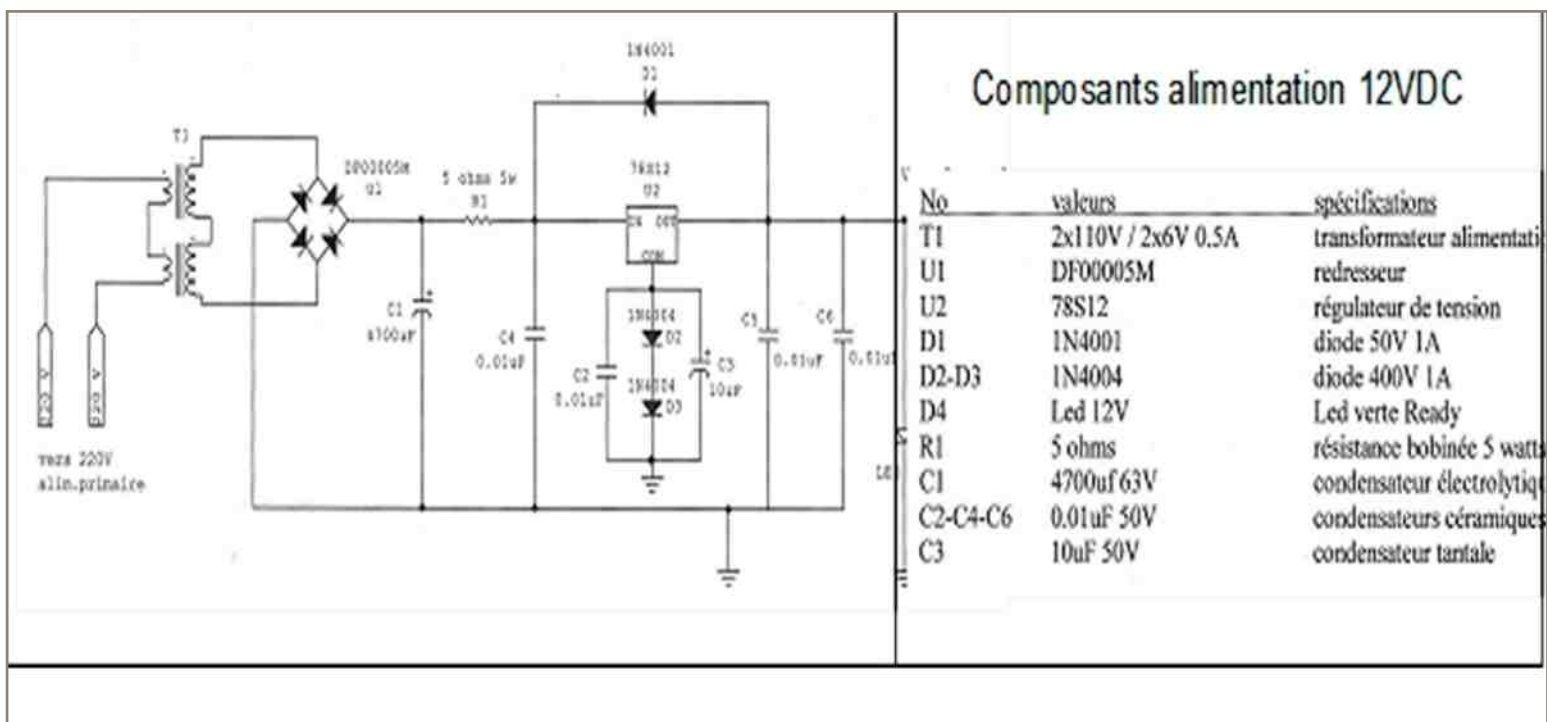 1N4001
D1
T1
DF00005M
U1
5 ohms 5w
R1
78S12
U2
IN OUT
COM
C1
4700uF
C4
0.01uF
1N4004
D2
C2
0.01uF
1N4004
D3
C3
10uF
C5
0.01uF
C6
220 V
220 V
vers 220V
alim.primaire
Composants alimentation 12VDC
No valeurs spécifications
T1 2x110V / 2x6V 0.5A transformateur alimentati
U1 DF00005M redresseur
U2 78S12 régulateur de tension
D1 1N4001 diode 50V 1A
D2-D3 1N4004 diode 400V 1A
D4 Led 12V Led verte Ready
R1 5 ohms résistance bobinée 5 watts
C1 4700uf 63V condensateur électrolytiq
C2-C4-C6 0.01uF 50V condensateurs céramiques
C3 10uF 50V condensateur tantale